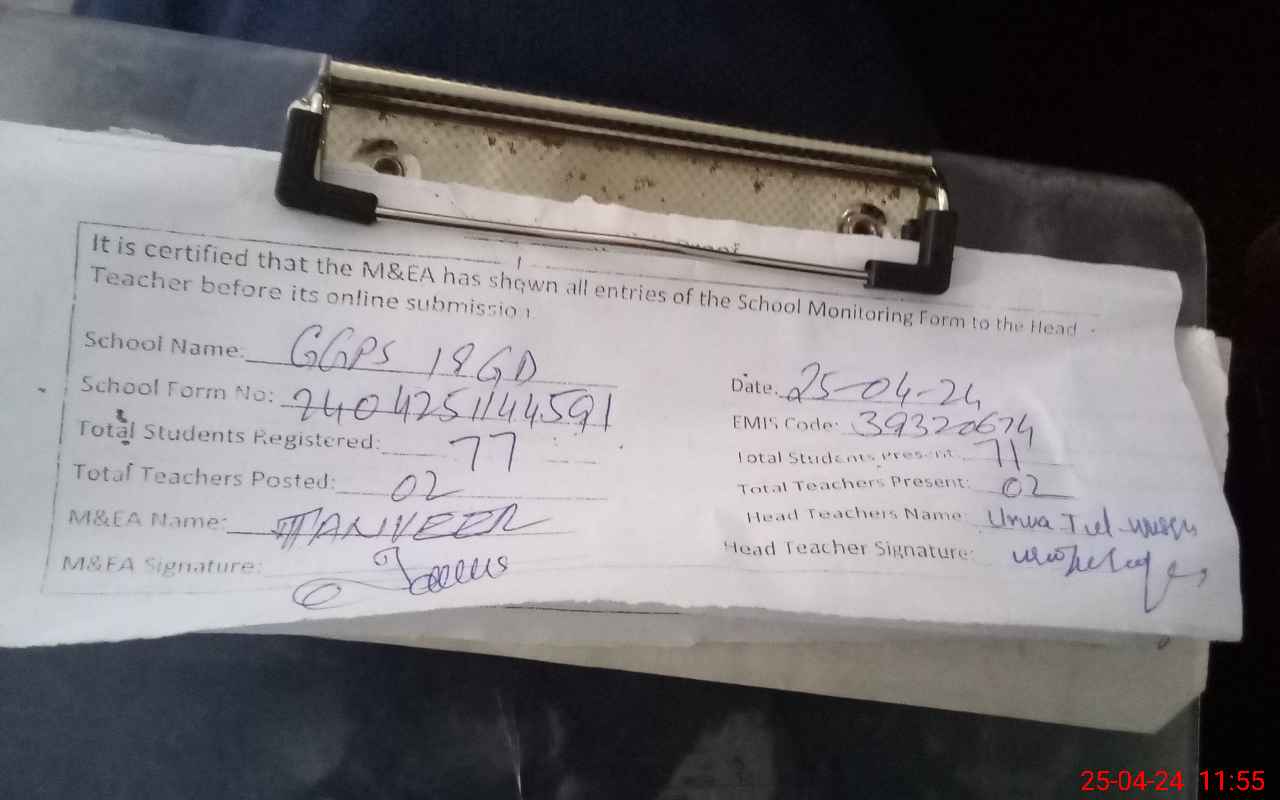 It is certified that the M&EA has shown all entries of the School Monitoring Form to the Head
Teacher before its online submission.
School Name: GGPS 18GD
Date: 25-04-24
School Form No: 2404251144591
EMIS Code: 39320674
Total Students Registered: 77
Total Students Present: 71
Total Teachers Posted: 02
Total Teachers Present: 02
M&EA Name: TANVEER
Head Teachers Name:
M&EA Signature:
Head Teacher Signature:
25-04-24 11:55